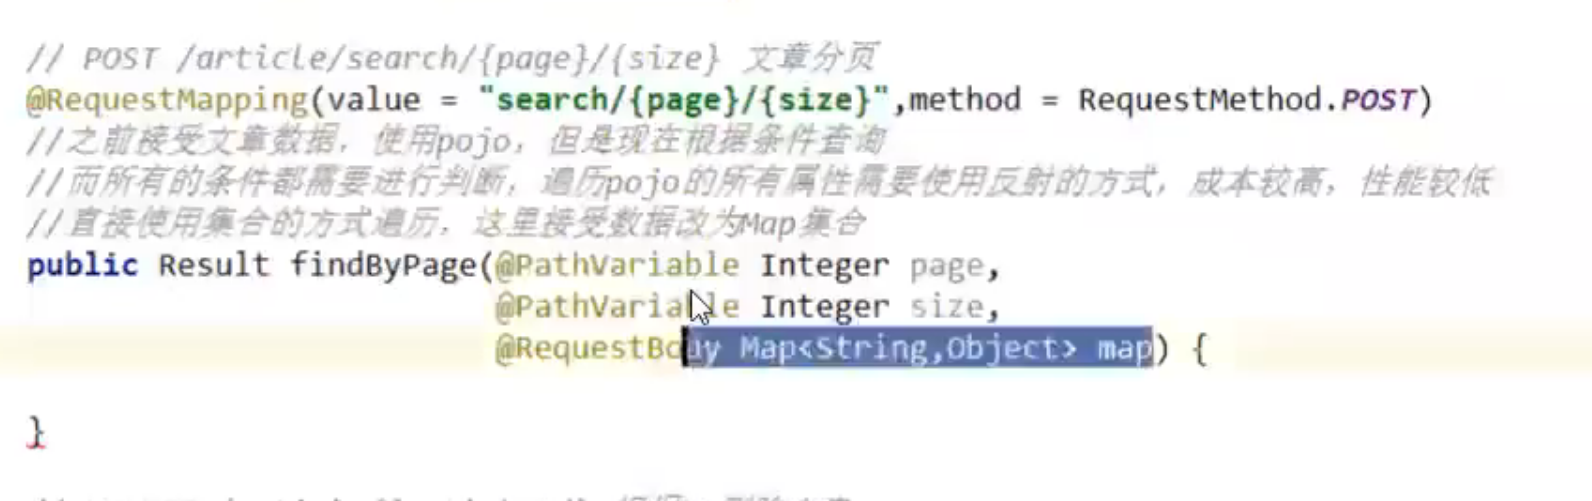 // POST /article/search/{page}/{size} 文章分页
@RequestMapping(value = "search/{page}/{size}",method = RequestMethod.POST)
//之前接受文章数据，使用pojo，但是现在根据条件查询
//而所有的条件都需要进行判断，遍历pojo的所有属性需要使用反射的方式，成本较高，性能较低
//直接使用集合的方式遍历，这里接受数据改为Map集合
public Result findByPage(@PathVariable Integer page,
@PathVariable Integer size,
@RequestBody Map<String,Object> map) {
}